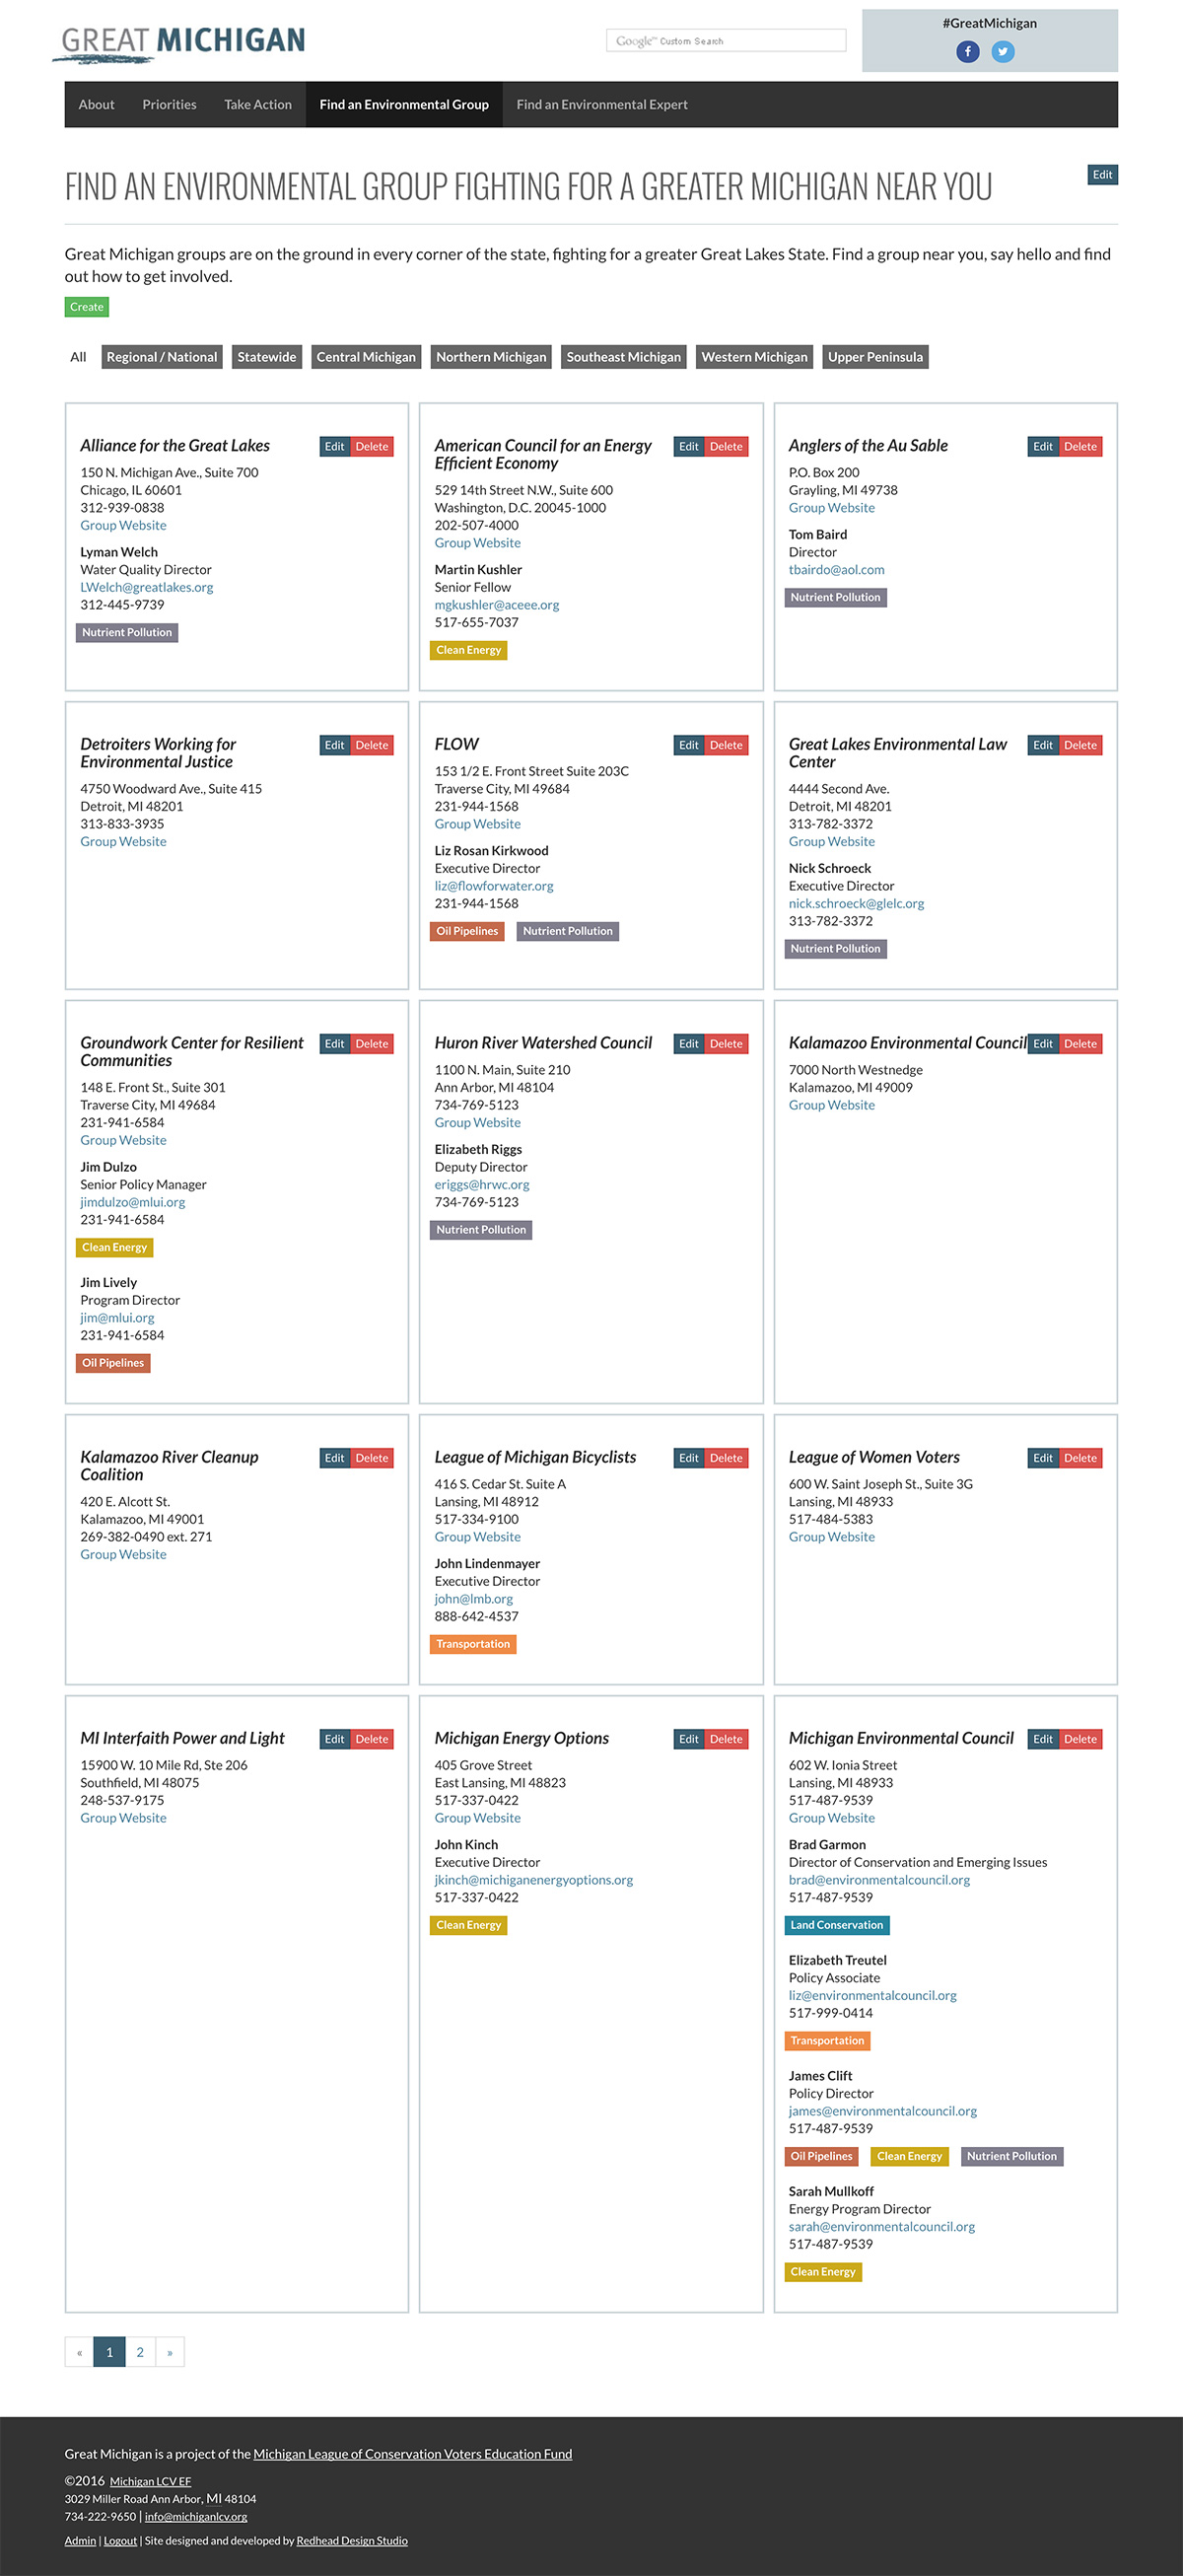 GREAT MICHIGAN
Google™ Custom Search
#GreatMichigan
About Priorities Take Action Find an Environmental Group Find an Environmental Expert
FIND AN ENVIRONMENTAL GROUP FIGHTING FOR A GREATER MICHIGAN NEAR YOU
Edit
Great Michigan groups are on the ground in every corner of the state, fighting for a greater Great Lakes State. Find a group near you, say hello and find
out how to get involved.
Create
All Regional / National Statewide Central Michigan Northern Michigan Southeast Michigan Western Michigan Upper Peninsula
Alliance for the Great Lakes
Edit Delete
150 N. Michigan Ave., Suite 700
Chicago, IL 60601
312-939-0838
Group Website
Lyman Welch
Water Quality Director
LWelch@greatlakes.org
312-445-9739
Nutrient Pollution
American Council for an Energy
Efficient Economy
Edit Delete
529 14th Street N.W., Suite 600
Washington, D.C. 20045-1000
202-507-4000
Group Website
Martin Kushler
Senior Fellow
mgkushler@aceee.org
517-655-7037
Clean Energy
Anglers of the Au Sable
Edit Delete
P.O. Box 200
Grayling, MI 49738
Group Website
Tom Baird
Director
tbairdo@aol.com
Nutrient Pollution
Detroiters Working for
Environmental Justice
Edit Delete
4750 Woodward Ave., Suite 415
Detroit, MI 48201
313-833-3935
Group Website
FLOW
Edit Delete
153 1/2 E. Front Street Suite 203C
Traverse City, MI 49684
231-944-1568
Group Website
Liz Rosan Kirkwood
Executive Director
liz@flowforwater.org
231-944-1568
Oil Pipelines Nutrient Pollution
Great Lakes Environmental Law
Center
Edit Delete
4444 Second Ave.
Detroit, MI 48201
313-782-3372
Group Website
Nick Schroeck
Executive Director
nick.schroeck@glelc.org
313-782-3372
Nutrient Pollution
Groundwork Center for Resilient
Communities
Edit Delete
148 E. Front St., Suite 301
Traverse City, MI 49684
231-941-6584
Group Website
Jim Dulzo
Senior Policy Manager
jimdulzo@mlui.org
231-941-6584
Clean Energy
Jim Lively
Program Director
jim@mlui.org
231-941-6584
Oil Pipelines
Huron River Watershed Council
Edit Delete
1100 N. Main, Suite 210
Ann Arbor, MI 48104
734-769-5123
Group Website
Elizabeth Riggs
Deputy Director
eriggs@hrwc.org
734-769-5123
Nutrient Pollution
Kalamazoo Environmental Council
Edit Delete
7000 North Westnedge
Kalamazoo, MI 49009
Group Website
Kalamazoo River Cleanup
Coalition
Edit Delete
420 E. Alcott St.
Kalamazoo, MI 49001
269-382-0490 ext. 271
Group Website
League of Michigan Bicyclists
Edit Delete
416 S. Cedar St. Suite A
Lansing, MI 48912
517-334-9100
Group Website
John Lindenmayer
Executive Director
john@lmb.org
888-642-4537
Transportation
League of Women Voters
Edit Delete
600 W. Saint Joseph St., Suite 3G
Lansing, MI 48933
517-484-5383
Group Website
MI Interfaith Power and Light
Edit Delete
15900 W. 10 Mile Rd, Ste 206
Southfield, MI 48075
248-537-9175
Group Website
Michigan Energy Options
Edit Delete
405 Grove Street
East Lansing, MI 48823
517-337-0422
Group Website
John Kinch
Executive Director
jkinch@michiganenergyoptions.org
517-337-0422
Clean Energy
Michigan Environmental Council
Edit Delete
602 W. Ionia Street
Lansing, MI 48933
517-487-9539
Group Website
Brad Garmon
Director of Conservation and Emerging Issues
brad@environmentalcouncil.org
517-487-9539
Land Conservation
Elizabeth Treutel
Policy Associate
liz@environmentalcouncil.org
517-999-0414
Transportation
James Clift
Policy Director
james@environmentalcouncil.org
517-487-9539
Oil Pipelines Clean Energy Nutrient Pollution
Sarah Mullkoff
Energy Program Director
sarah@environmentalcouncil.org
517-487-9539
Clean Energy
« 1 2 »
Great Michigan is a project of the Michigan League of Conservation Voters Education Fund
©2016 Michigan LCV EF
3029 Miller Road Ann Arbor, MI 48104
734-222-9650 | info@michiganlcv.org
Admin | Logout | Site designed and developed by Redhead Design Studio